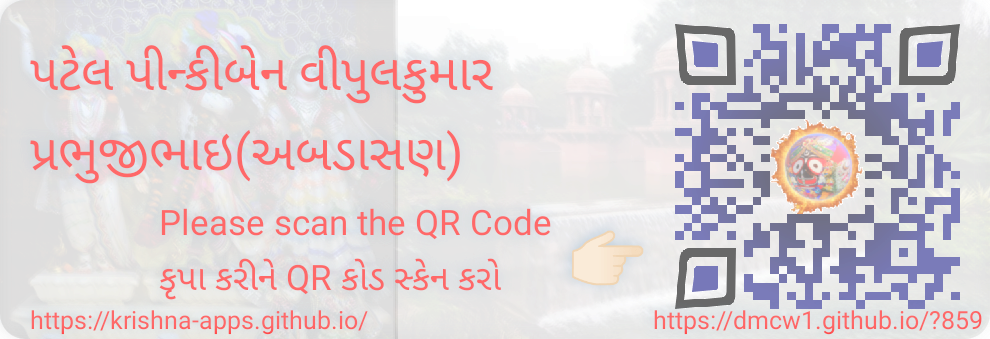 પટેલ પીન્કીબેન વીપુલકુમાર
પ્રભુજીભાઇ(અબડાસણ)
Please scan the QR Code
કૃપા કરીને QR કોડ સ્કેન કરો
https://krishna-apps.github.io/
https://dmcw1.github.io/?859